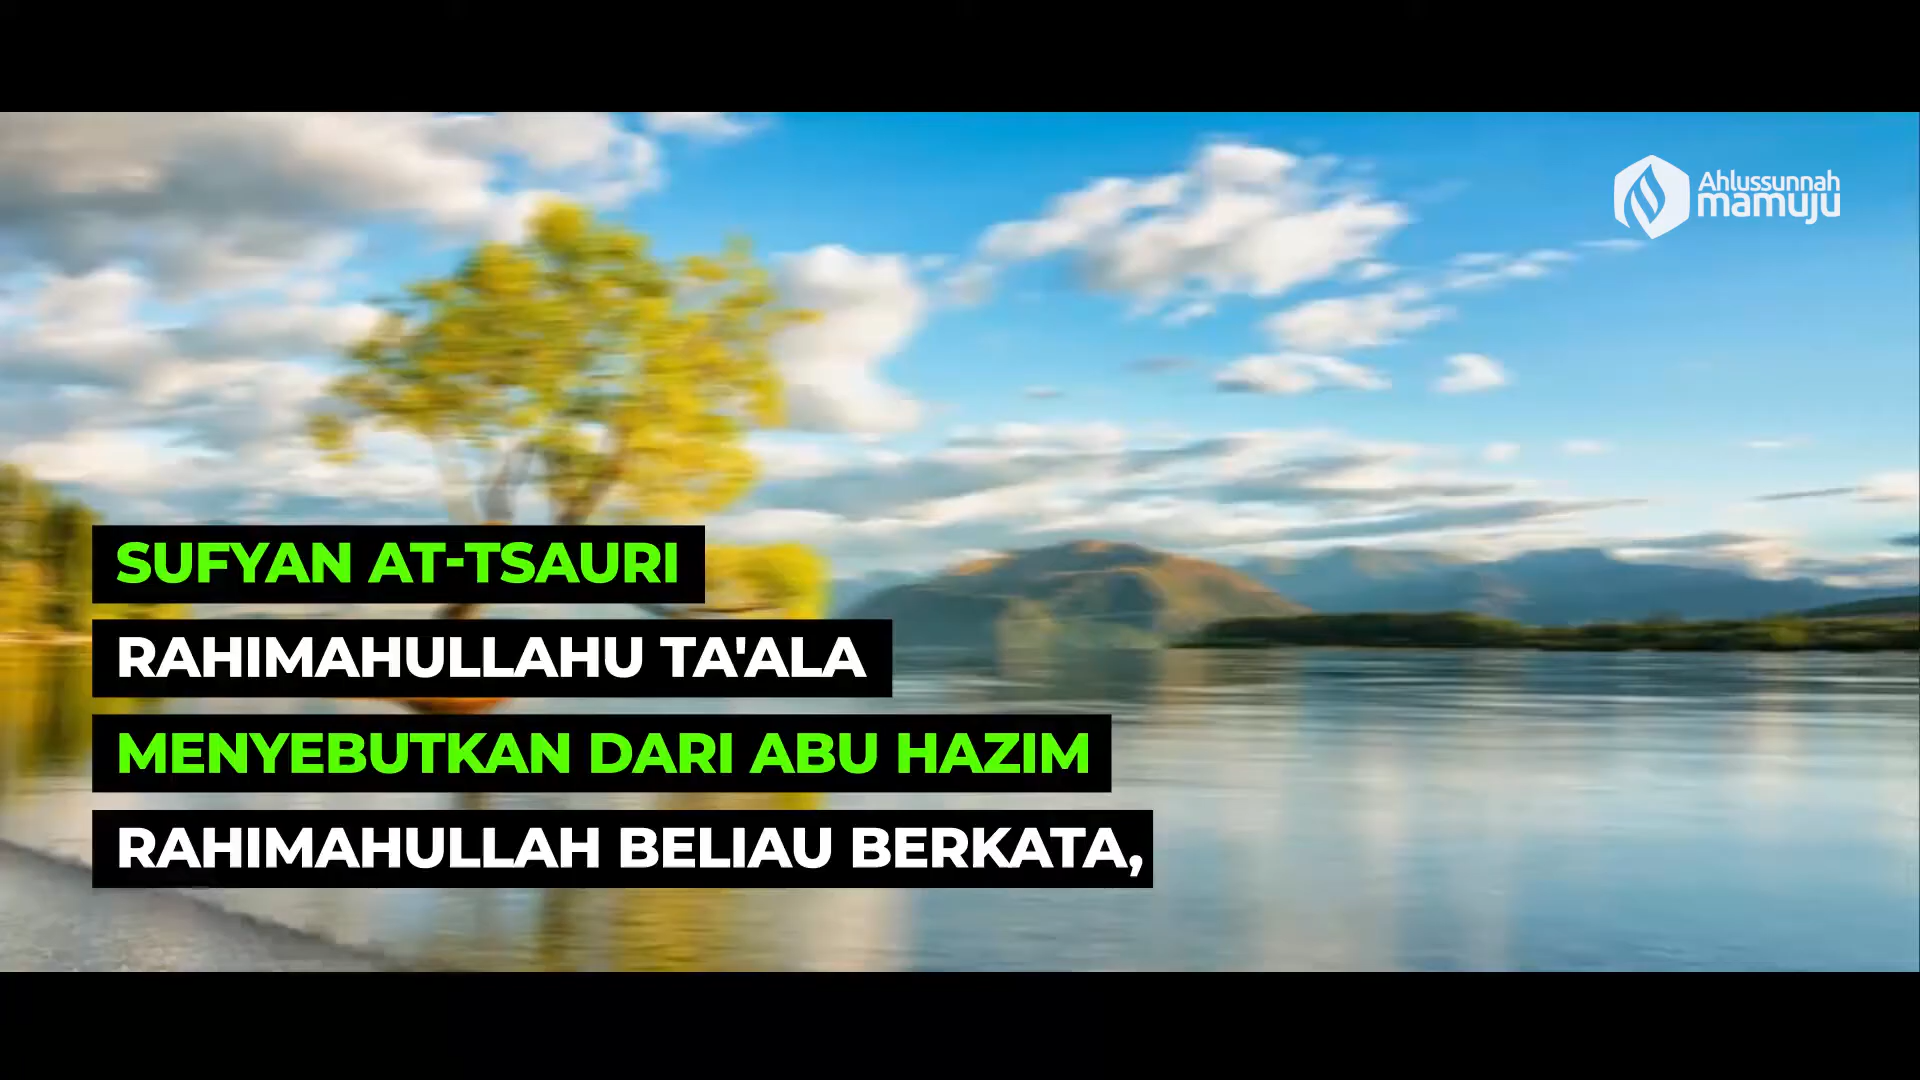 Ahlussunnah
mamuju
SUFYAN AT-TSAURI
RAHIMAHULLAHU TA'ALA
MENYEBUTKAN DARI ABU HAZIM
RAHIMAHULLAH BELIAU BERKATA,